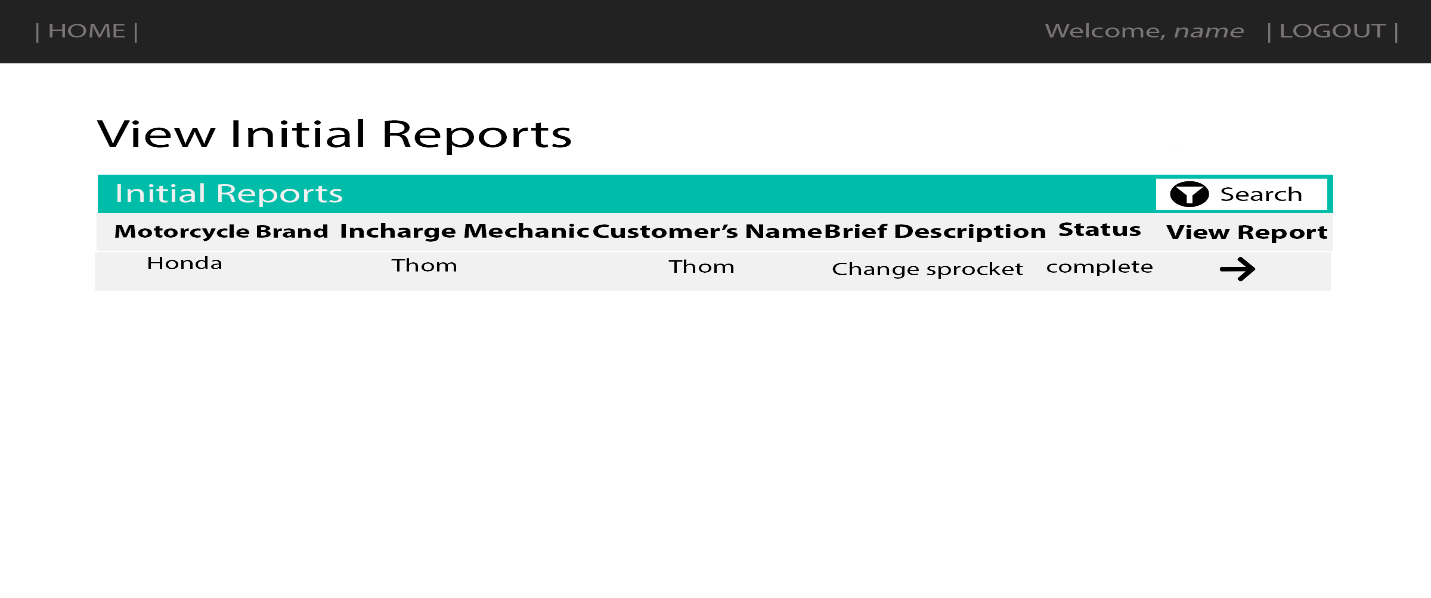 | HOME | Welcome, name | LOGOUT |
View Initial Reports
Initial Reports Search
Motorcycle Brand Incharge Mechanic Customer’s Name Brief Description Status View Report
Honda Thom Thom Change sprocket complete